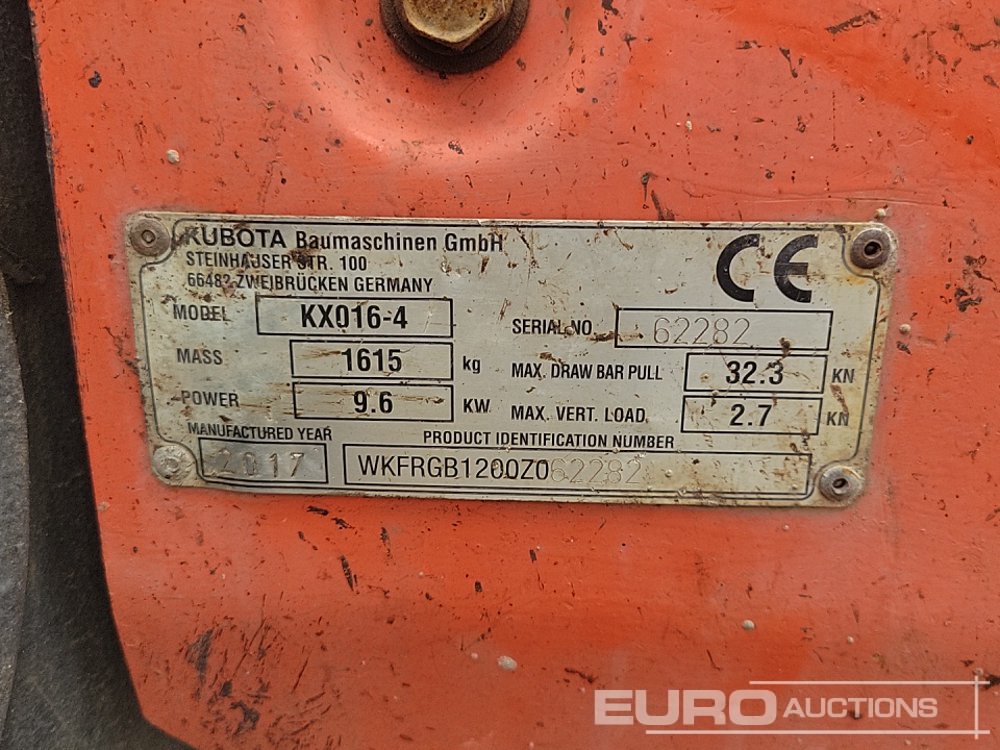 KUBOTA Baumaschinen GmbH
STEINHAUSER STR. 100
66482 ZWEIBRÜCKEN GERMANY
CE
MODEL KX016-4
SERIAL NO. 62282
MASS 1615 kg
MAX. DRAW BAR PULL 32.3 KN
POWER 9.6 KW
MAX. VERT. LOAD 2.7 KN
MANUFACTURED YEAR 2017
PRODUCT IDENTIFICATION NUMBER
WKFRGB1200Z062282
EURO AUCTIONS